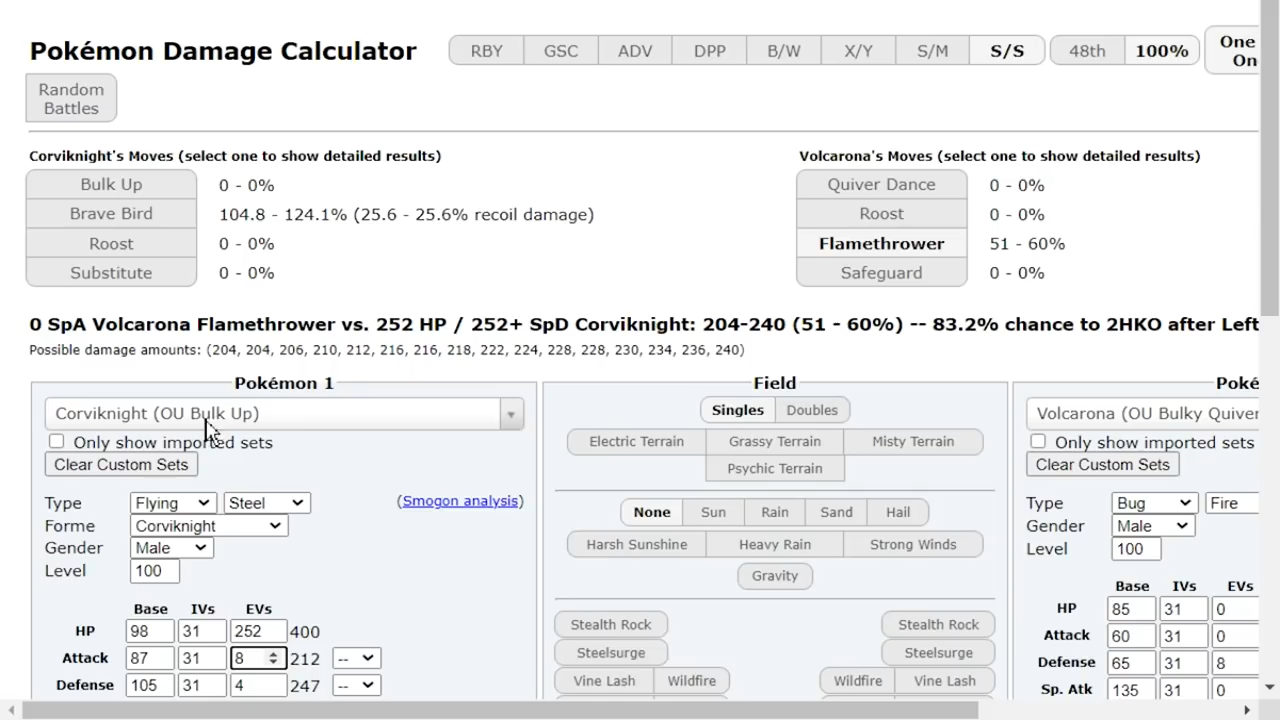 Pokémon Damage Calculator
RBY GSC ADV DPP B/W X/Y S/M S/S 48th 100% One
On
Random
Battles
Corviknight's Moves (select one to show detailed results)
Bulk Up 0 - 0%
Brave Bird 104.8 - 124.1% (25.6 - 25.6% recoil damage)
Roost 0 - 0%
Substitute 0 - 0%
Volcarona's Moves (select one to show detailed results)
Quiver Dance 0 - 0%
Roost 0 - 0%
Flamethrower 51 - 60%
Safeguard 0 - 0%
0 SpA Volcarona Flamethrower vs. 252 HP / 252+ SpD Corviknight: 204-240 (51 - 60%) -- 83.2% chance to 2HKO after Left
Possible damage amounts: (204, 204, 206, 210, 212, 216, 216, 218, 222, 224, 228, 228, 230, 234, 236, 240)
Pokémon 1
Corviknight (OU Bulk Up)
Only show imported sets
Clear Custom Sets
Type Flying Steel (Smogon analysis)
Forme Corviknight
Gender Male
Level 100
Base IVs EVs
HP 98 31 252 400
Attack 87 31 8 212 --
Defense 105 31 4 247 --
Field
Singles Doubles
Electric Terrain Grassy Terrain Misty Terrain
Psychic Terrain
None Sun Rain Sand Hail
Harsh Sunshine Heavy Rain Strong Winds
Gravity
Stealth Rock Stealth Rock
Steelsurge Steelsurge
Vine Lash Wildfire Wildfire Vine Lash
Poké
Volcarona (OU Bulky Quiver
Only show imported sets
Clear Custom Sets
Type Bug Fire
Gender Male
Level 100
Base IVs EVs
HP 85 31 0
Attack 60 31 0
Defense 65 31 8
Sp. Atk 135 31 0